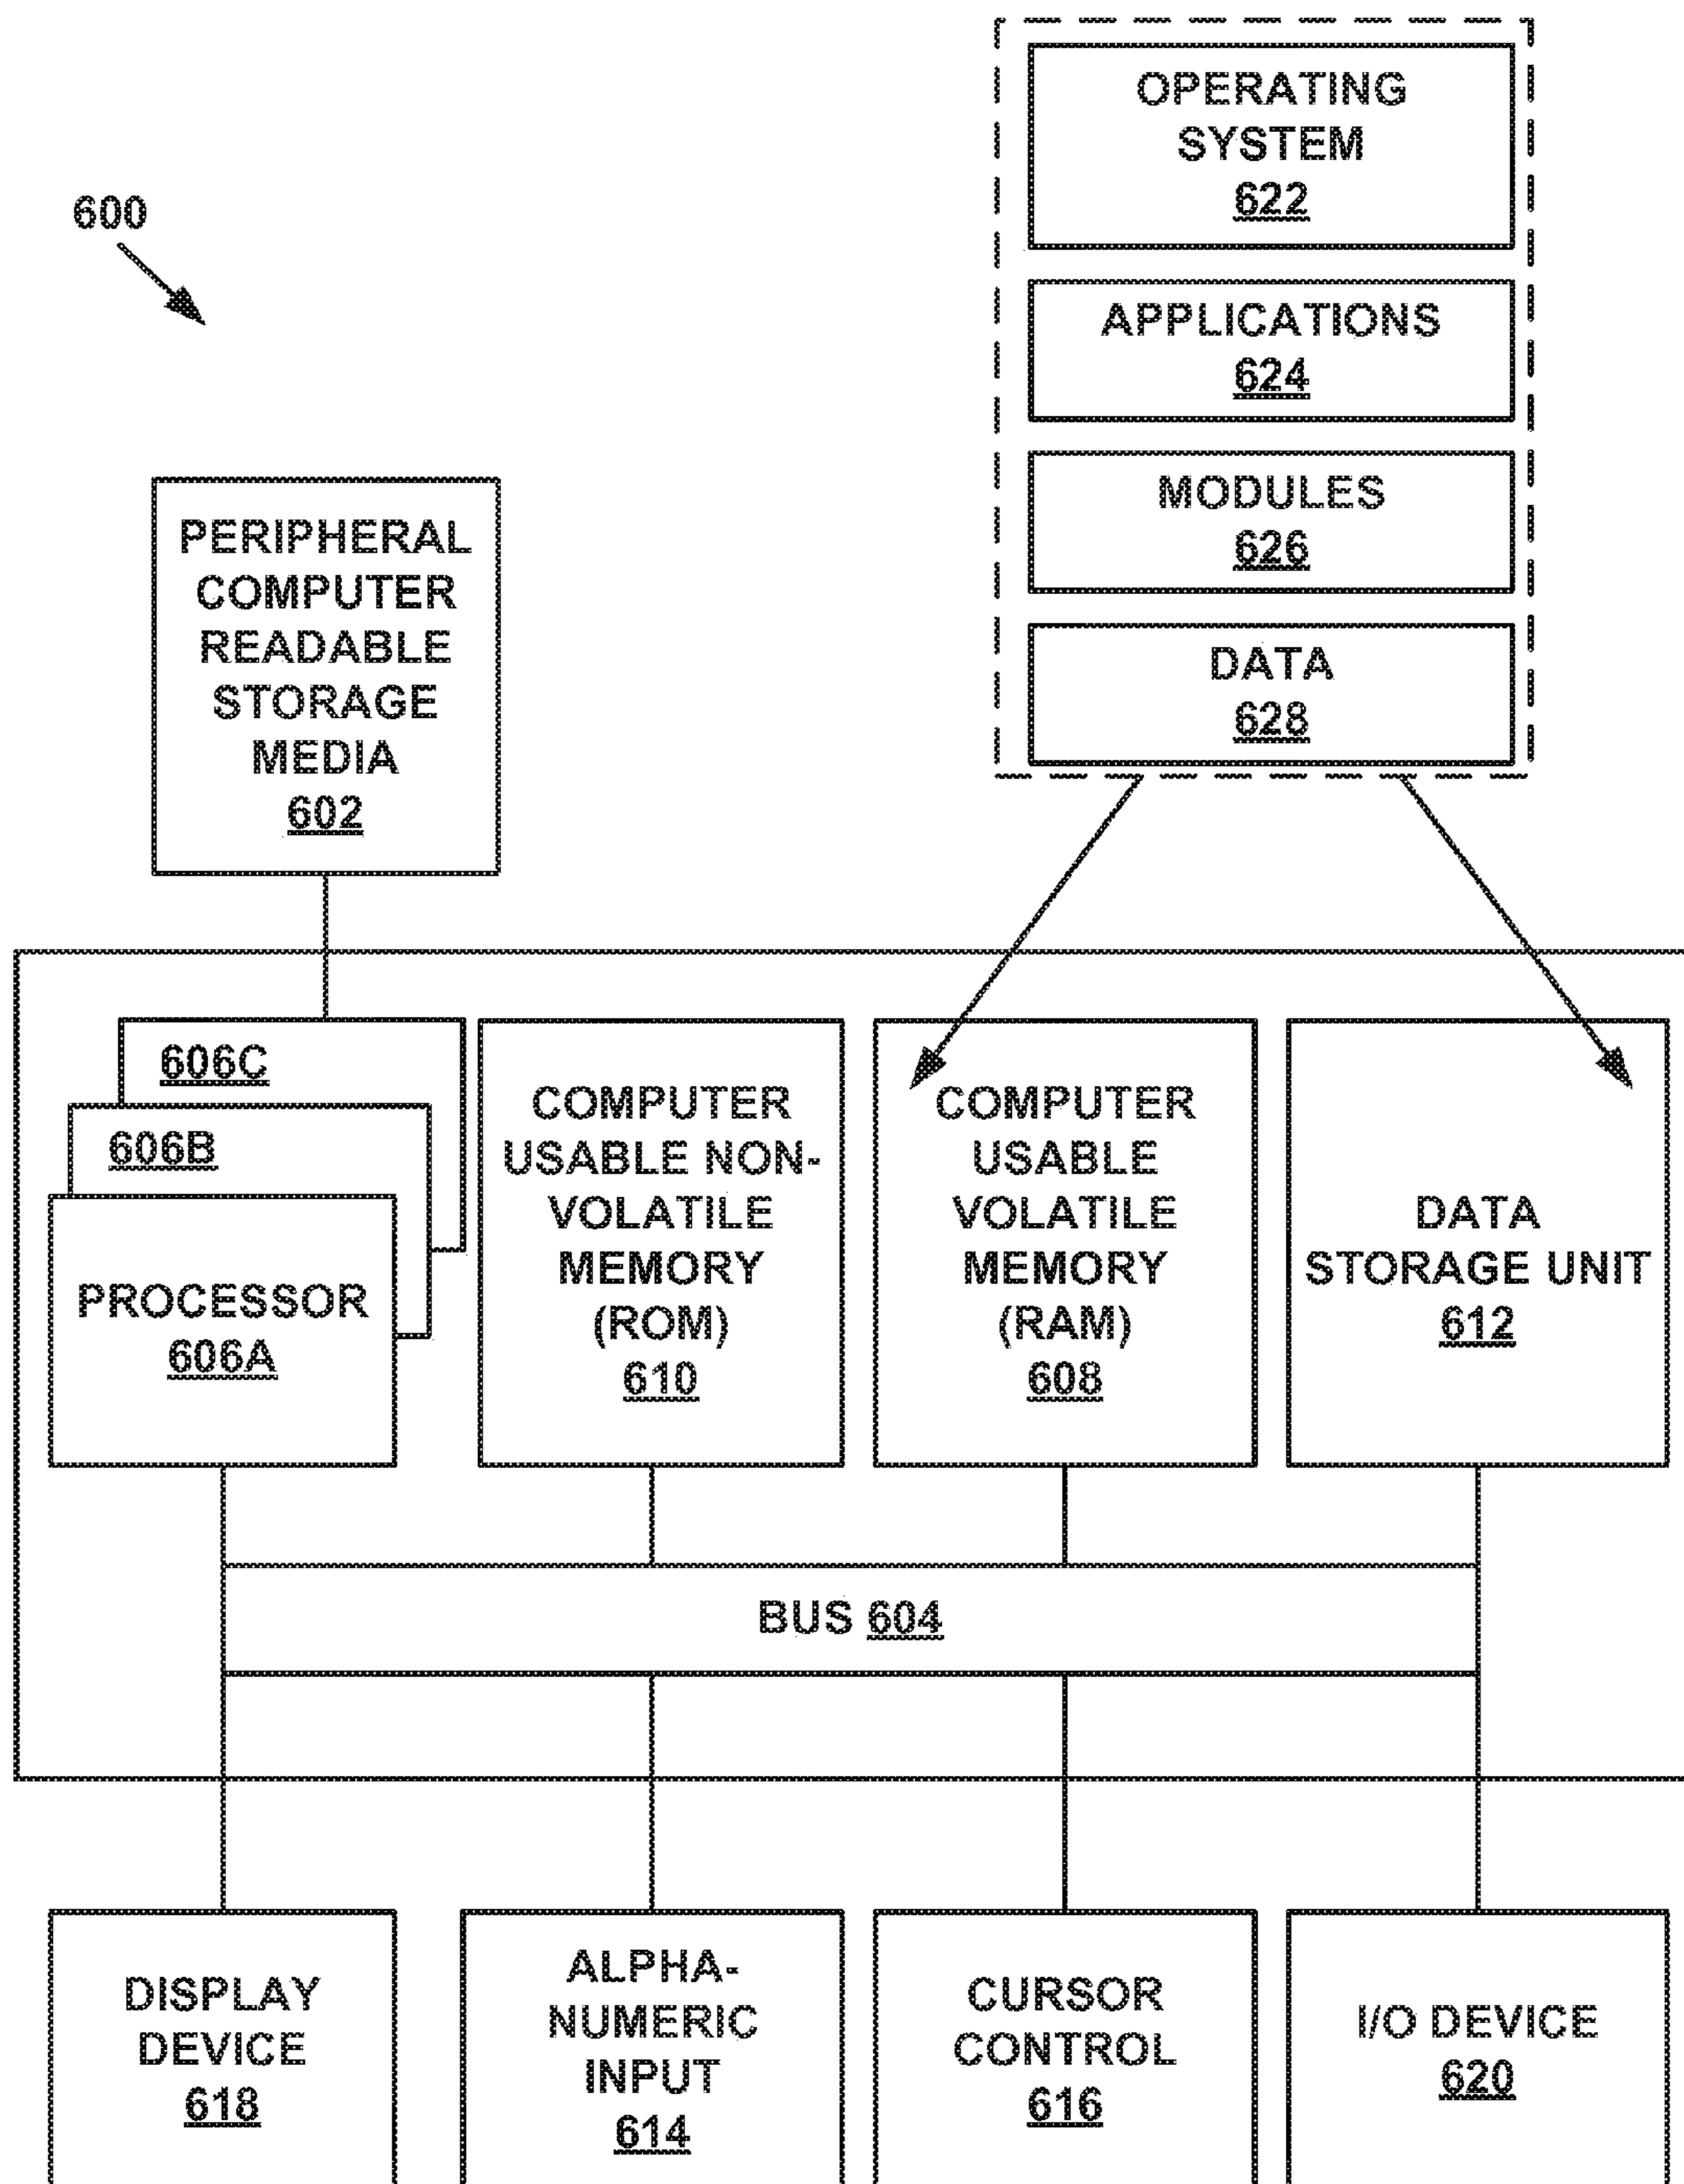 OPERATING
SYSTEM
622
600
APPLICATIONS
624
MODULES
626
PERIPHERAL
COMPUTER
READABLE
STORAGE
MEDIA
602
DATA
628
606C
606B
PROCESSOR
606A
COMPUTER
USABLE NON-
VOLATILE
MEMORY
(ROM)
610
COMPUTER
USABLE
VOLATILE
MEMORY
(RAM)
608
DATA
STORAGE UNIT
612
BUS 604
DISPLAY
DEVICE
618
ALPHA-
NUMERIC
INPUT
614
CURSOR
CONTROL
616
I/O DEVICE
620